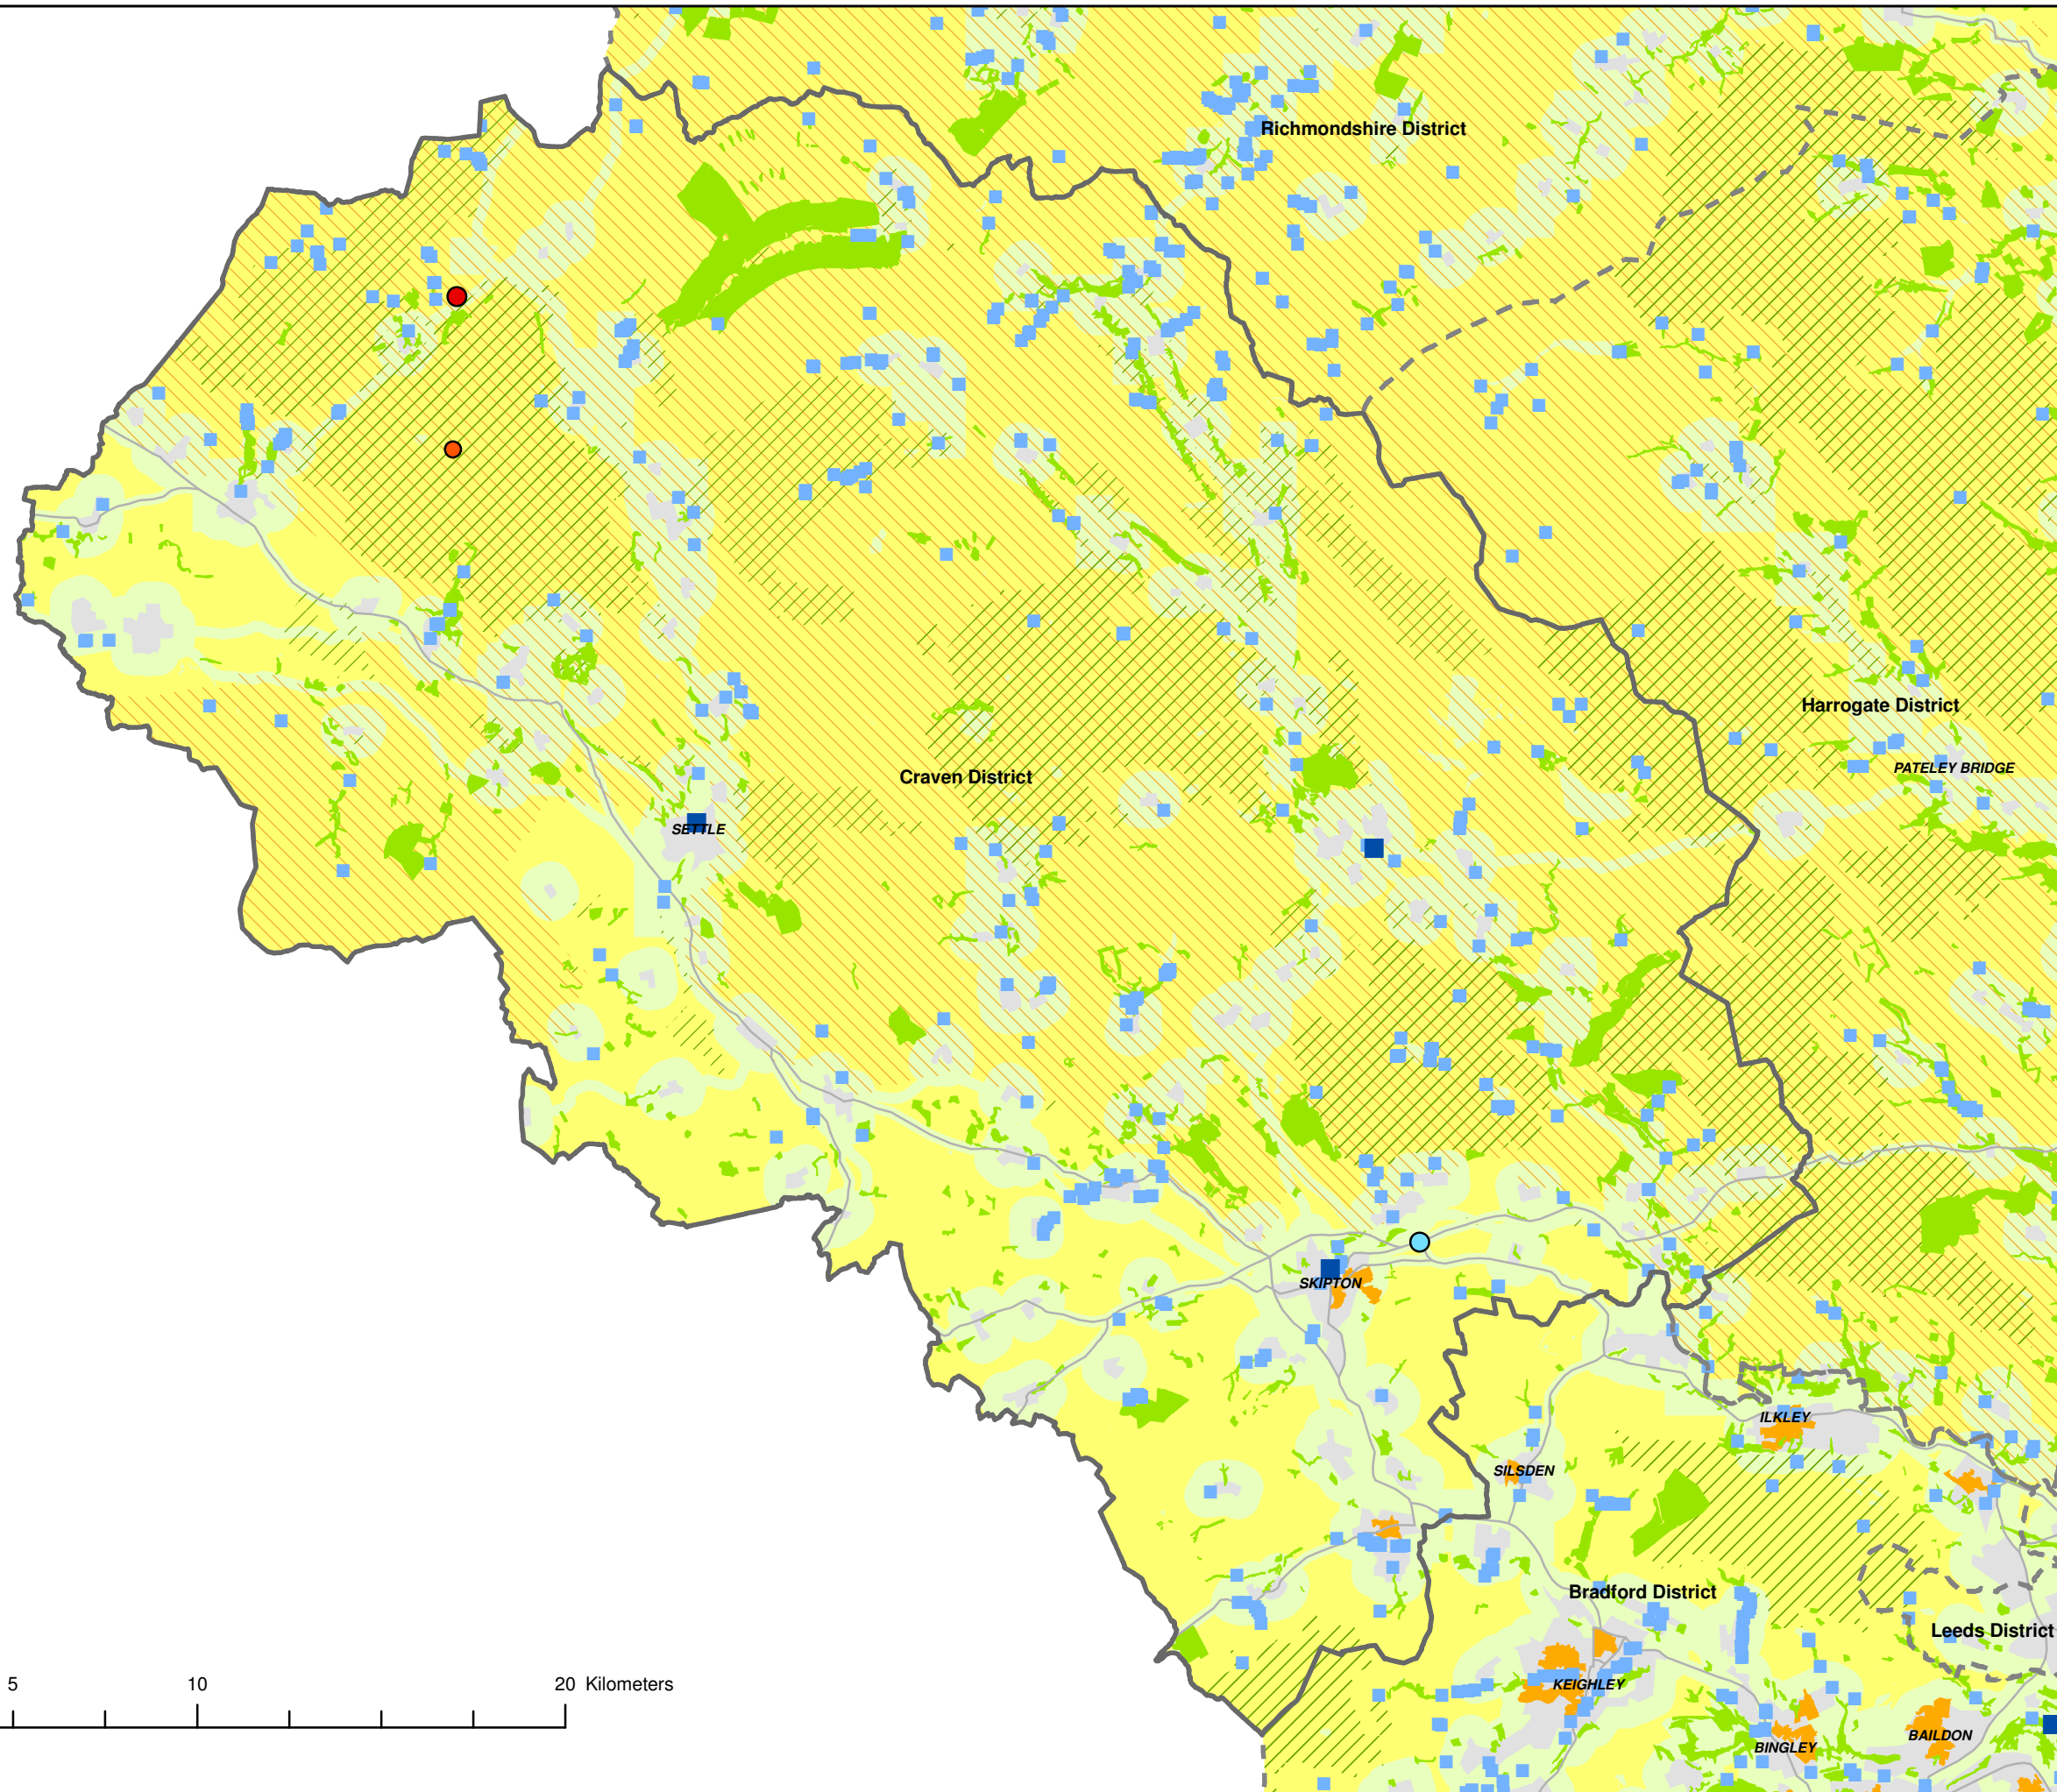 Richmondshire District
Harrogate District
PATELEY BRIDGE
Craven District
SETTLE
SKIPTON
ILKLEY
SILSDEN
Bradford District
Leeds District
KEIGHLEY
BAILDON
BINGLEY
5 10 20 Kilometers